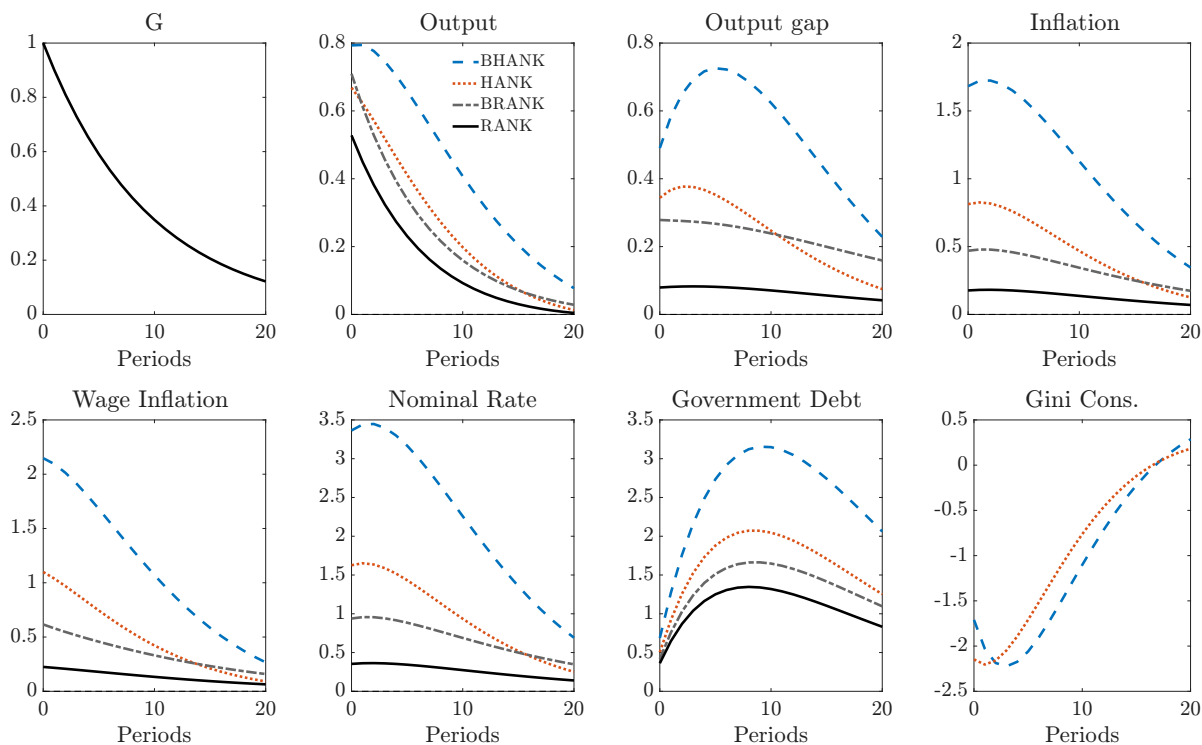 G
1
0.8
0.6
0.4
0.2
0
0 10 20
Periods
Output
0.8
0.6
0.4
0.2
0
BHANK
HANK
BRANK
RANK
0 10 20
Periods
Output gap
0.8
0.6
0.4
0.2
0
0 10 20
Periods
Inflation
2
1.5
1
0.5
0
0 10 20
Periods
Wage Inflation
2.5
2
1.5
1
0.5
0
0 10 20
Periods
Nominal Rate
3.5
3
2.5
2
1.5
1
0.5
0
0 10 20
Periods
Government Debt
3.5
3
2.5
2
1.5
1
0.5
0
0 10 20
Periods
Gini Cons.
0.5
0
-0.5
-1
-1.5
-2
-2.5
0 10 20
Periods